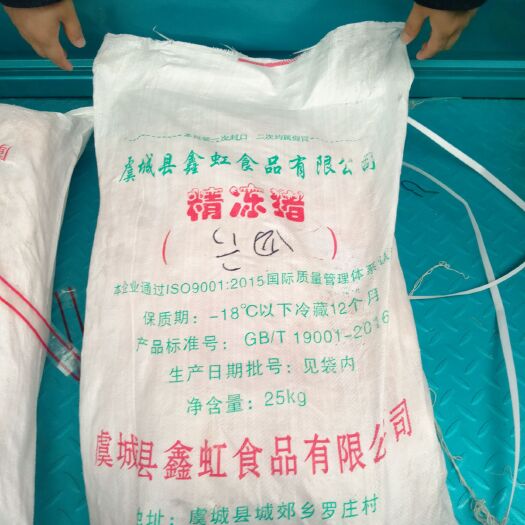 虞城县鑫虹食品有限公司
精冻猪
本企业通过ISO9001:2015国际质量管理体系认
保质期：-18℃以下冷藏12个月
产品标准号：GB/T 19001-2016
生产日期批号：见袋内
净含量：25kg
虞城县鑫虹食品有限公司
地址：虞城县城郊乡罗庄村